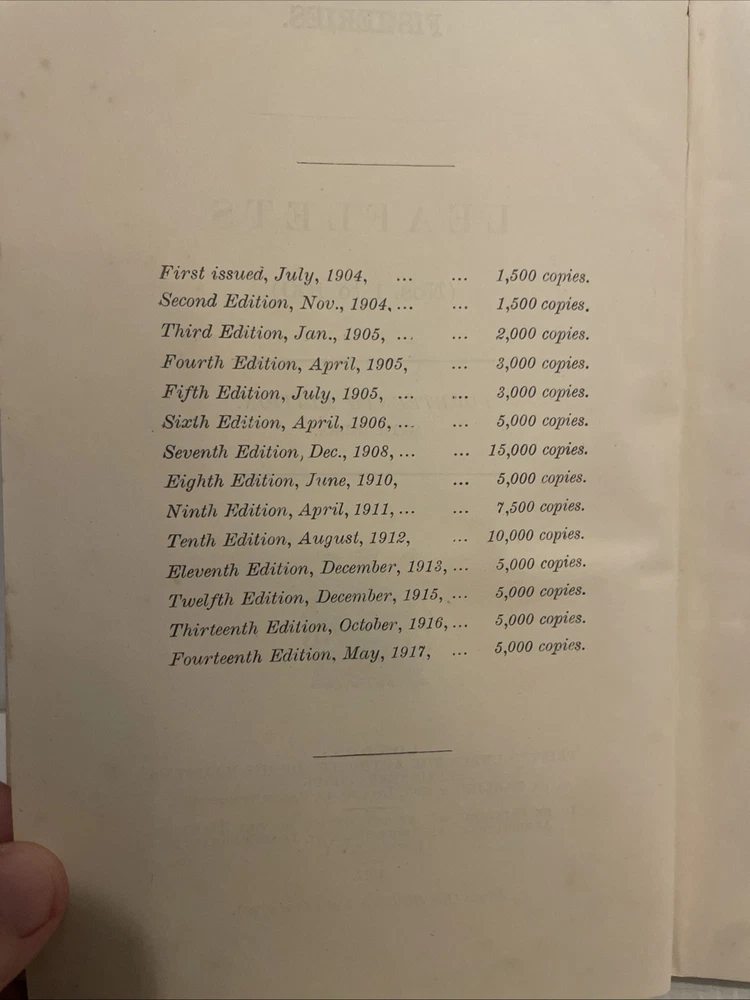 FISHERIES.
LEAFLETS
First issued, July, 1904, ... ... 1,500 copies.
Second Edition, Nov., 1904, ... ... 1,500 copies.
Third Edition, Jan., 1905, ... ... 2,000 copies.
Fourth Edition, April, 1905, ... 3,000 copies.
Fifth Edition, July, 1905, ... ... 3,000 copies.
Sixth Edition, April, 1906, ... ... 5,000 copies.
Seventh Edition, Dec., 1908, ... ... 15,000 copies.
Eighth Edition, June, 1910, ... 5,000 copies.
Ninth Edition, April, 1911, ... ... 7,500 copies.
Tenth Edition, August, 1912, ... 10,000 copies.
Eleventh Edition, December, 1913, ... 5,000 copies.
Twelfth Edition, December, 1915, ... 5,000 copies.
Thirteenth Edition, October, 1916, ... 5,000 copies.
Fourteenth Edition, May, 1917, ... 5,000 copies.